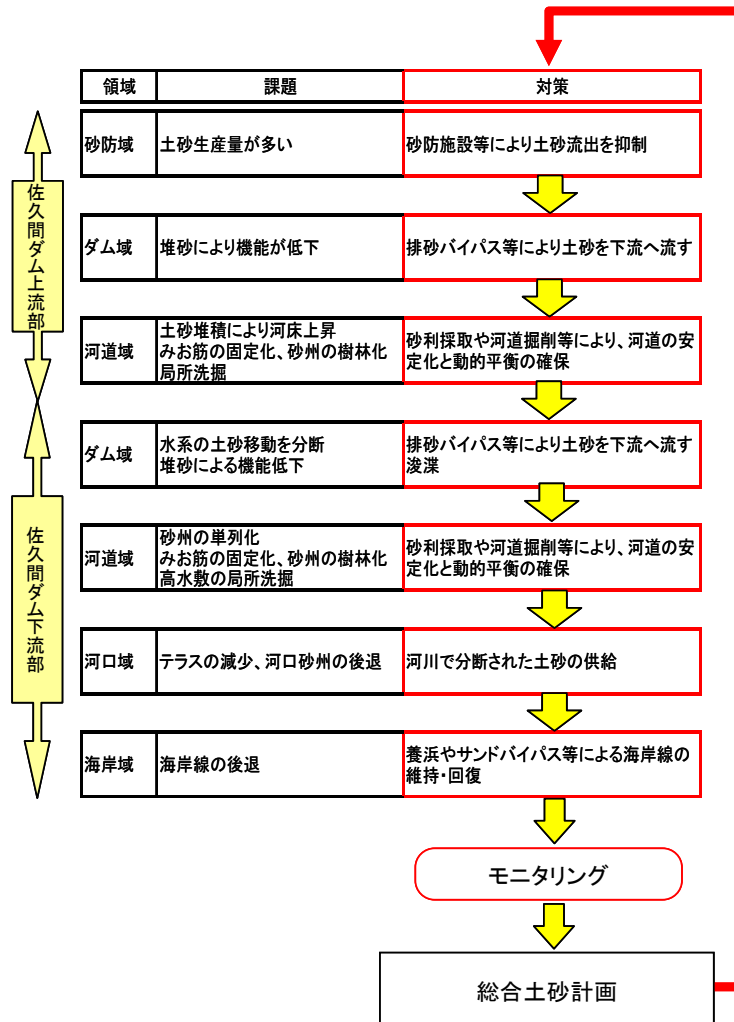 領域 課題 対策
砂防域 土砂生産量が多い 砂防施設等により土砂流出を抑制
佐久間ダム上流部
ダム域 堆砂により機能が低下 排砂バイパス等により土砂を下流へ流す
河道域
土砂堆積により河床上昇
みお筋の固定化、砂州の樹林化
局所洗掘
砂利採取や河道掘削等により、河道の安
定化と動的平衡の確保
ダム域
水系の土砂移動を分断
堆砂による機能低下
排砂バイパス等により土砂を下流へ流す
浚渫
佐久間ダム下流部
河道域
砂州の単列化
みお筋の固定化、砂州の樹林化
高水敷の局所洗掘
砂利採取や河道掘削等により、河道の安
定化と動的平衡の確保
河口域 テラスの減少、河口砂州の後退 河川で分断された土砂の供給
海岸域 海岸線の後退
養浜やサンドバイパス等による海岸線の
維持・回復
モニタリング
総合土砂計画